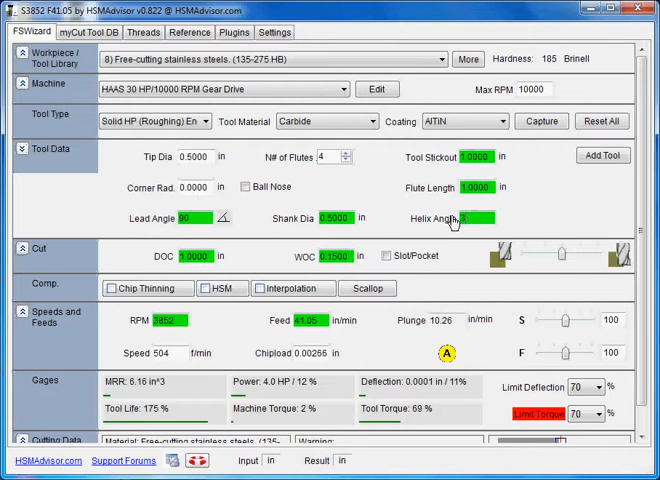 S3852 F41.05 by HSMAdvisor v0.822 @ HSMAdvisor.com
FSWizard myCut Tool DB Threads Reference Plugins Settings
Workpiece / Tool Library 8) Free-cutting stainless steels. (135-275 HB) More Hardness: 185 Brinell
Machine HAAS 30 HP/10000 RPM Gear Drive Edit Max RPM 10000
Tool Type Solid HP (Roughing) En Tool Material Carbide Coating AlTiN Capture Reset All
Tool Data Tip Dia 0.5000 in N# of Flutes 4 Tool Stickout 1.0000 in Add Tool
Corner Rad. 0.0000 in Ball Nose Flute Length 1.0000 in
Lead Angle 90 Shank Dia 0.5000 in Helix Angle 3
Cut DOC 1.0000 in WOC 0.1500 in Slot/Pocket
Comp. Chip Thinning HSM Interpolation Scallop
Speeds and Feeds RPM 3852 Feed 41.05 in/min Plunge 10.26 in/min S 100 %
Speed 504 f/min Chipload 0.00266 in A F 100 %
Gages MRR: 6.16 in^3 Power: 4.0 HP / 12 % Deflection: 0.0001 in / 11% Limit Deflection 70 %
Tool Life: 175 % Machine Torque: 2 % Tool Torque: 69 % Limit Torque 70 %
Cutting Data Material: Free-cutting stainless steels. (135- Warning:
HSMAdvisor.com Support Forums Input in Result in